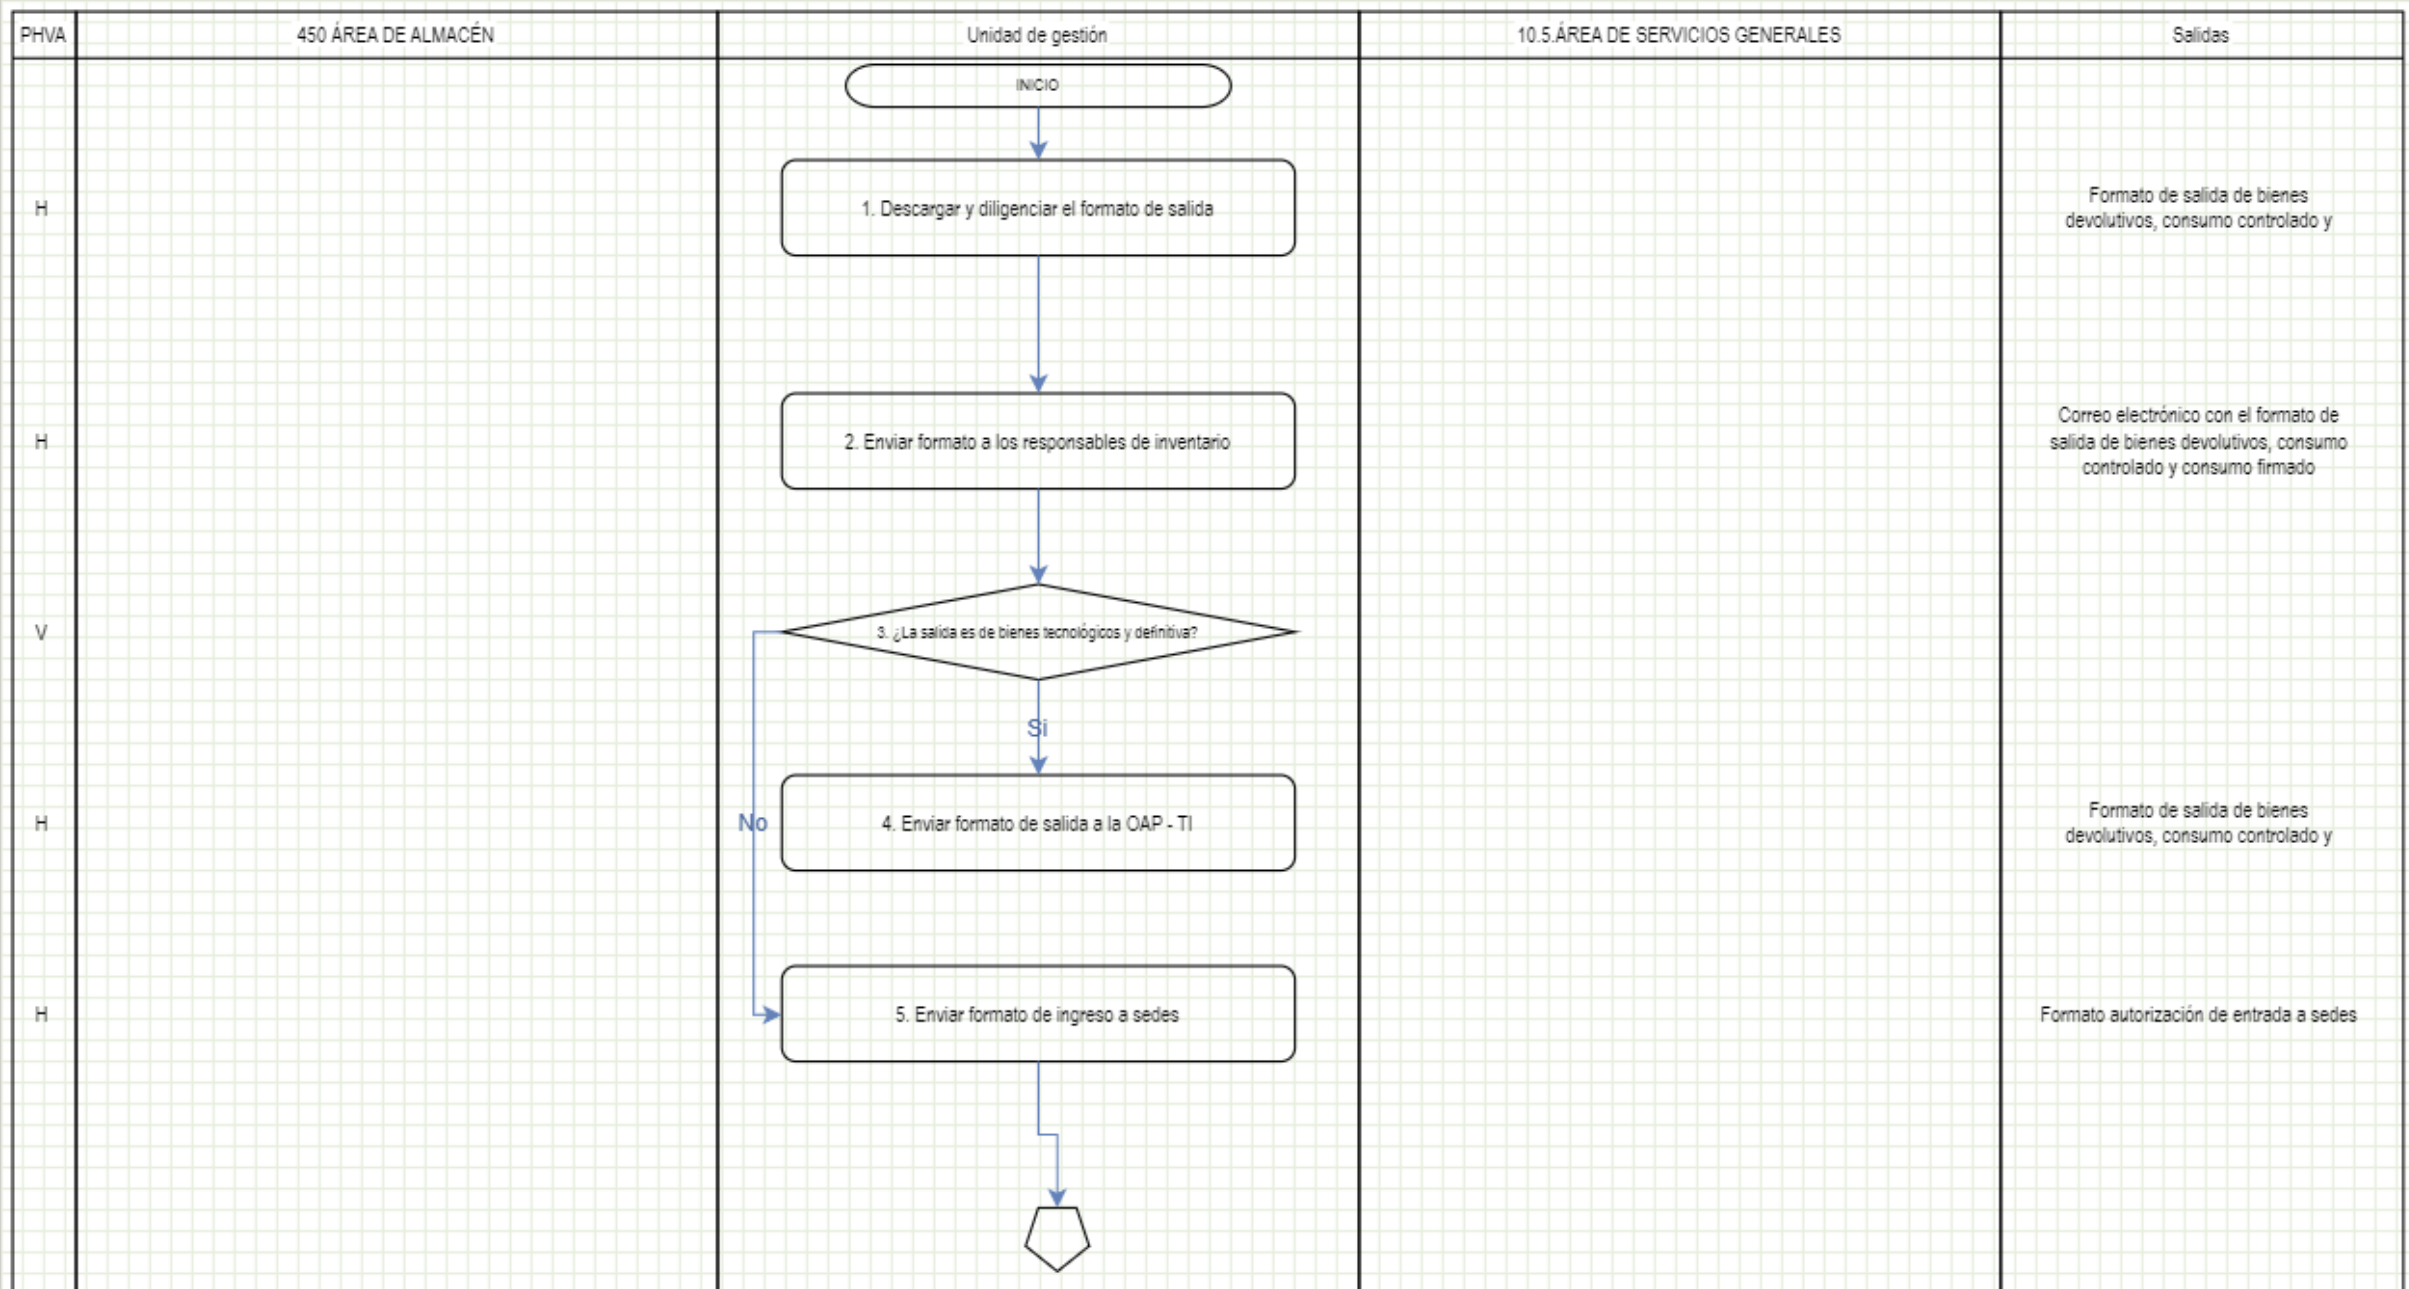 PHVA
450 ÁREA DE ALMACÉN
Unidad de gestión
10.5.ÁREA DE SERVICIOS GENERALES
Salidas
INICIO
H
1. Descargar y diligenciar el formato de salida
Formato de salida de bienes
devolutivos, consumo controlado y
H
2. Enviar formato a los responsables de inventario
Correo electrónico con el formato de
salida de bienes devolutivos, consumo
controlado y consumo firmado
V
3. ¿La salida es de bienes tecnológicos y definitiva?
Si
No
H
4. Enviar formato de salida a la OAP - TI
Formato de salida de bienes
devolutivos, consumo controlado y
H
5. Enviar formato de ingreso a sedes
Formato autorización de entrada a sedes